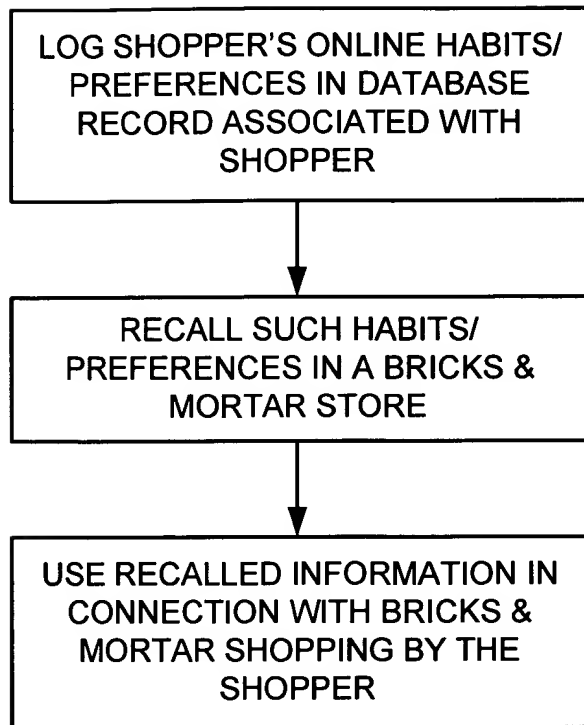 LOG SHOPPER'S ONLINE HABITS/
PREFERENCES IN DATABASE
RECORD ASSOCIATED WITH
SHOPPER
RECALL SUCH HABITS/
PREFERENCES IN A BRICKS &
MORTAR STORE
USE RECALLED INFORMATION IN
CONNECTION WITH BRICKS &
MORTAR SHOPPING BY THE
SHOPPER